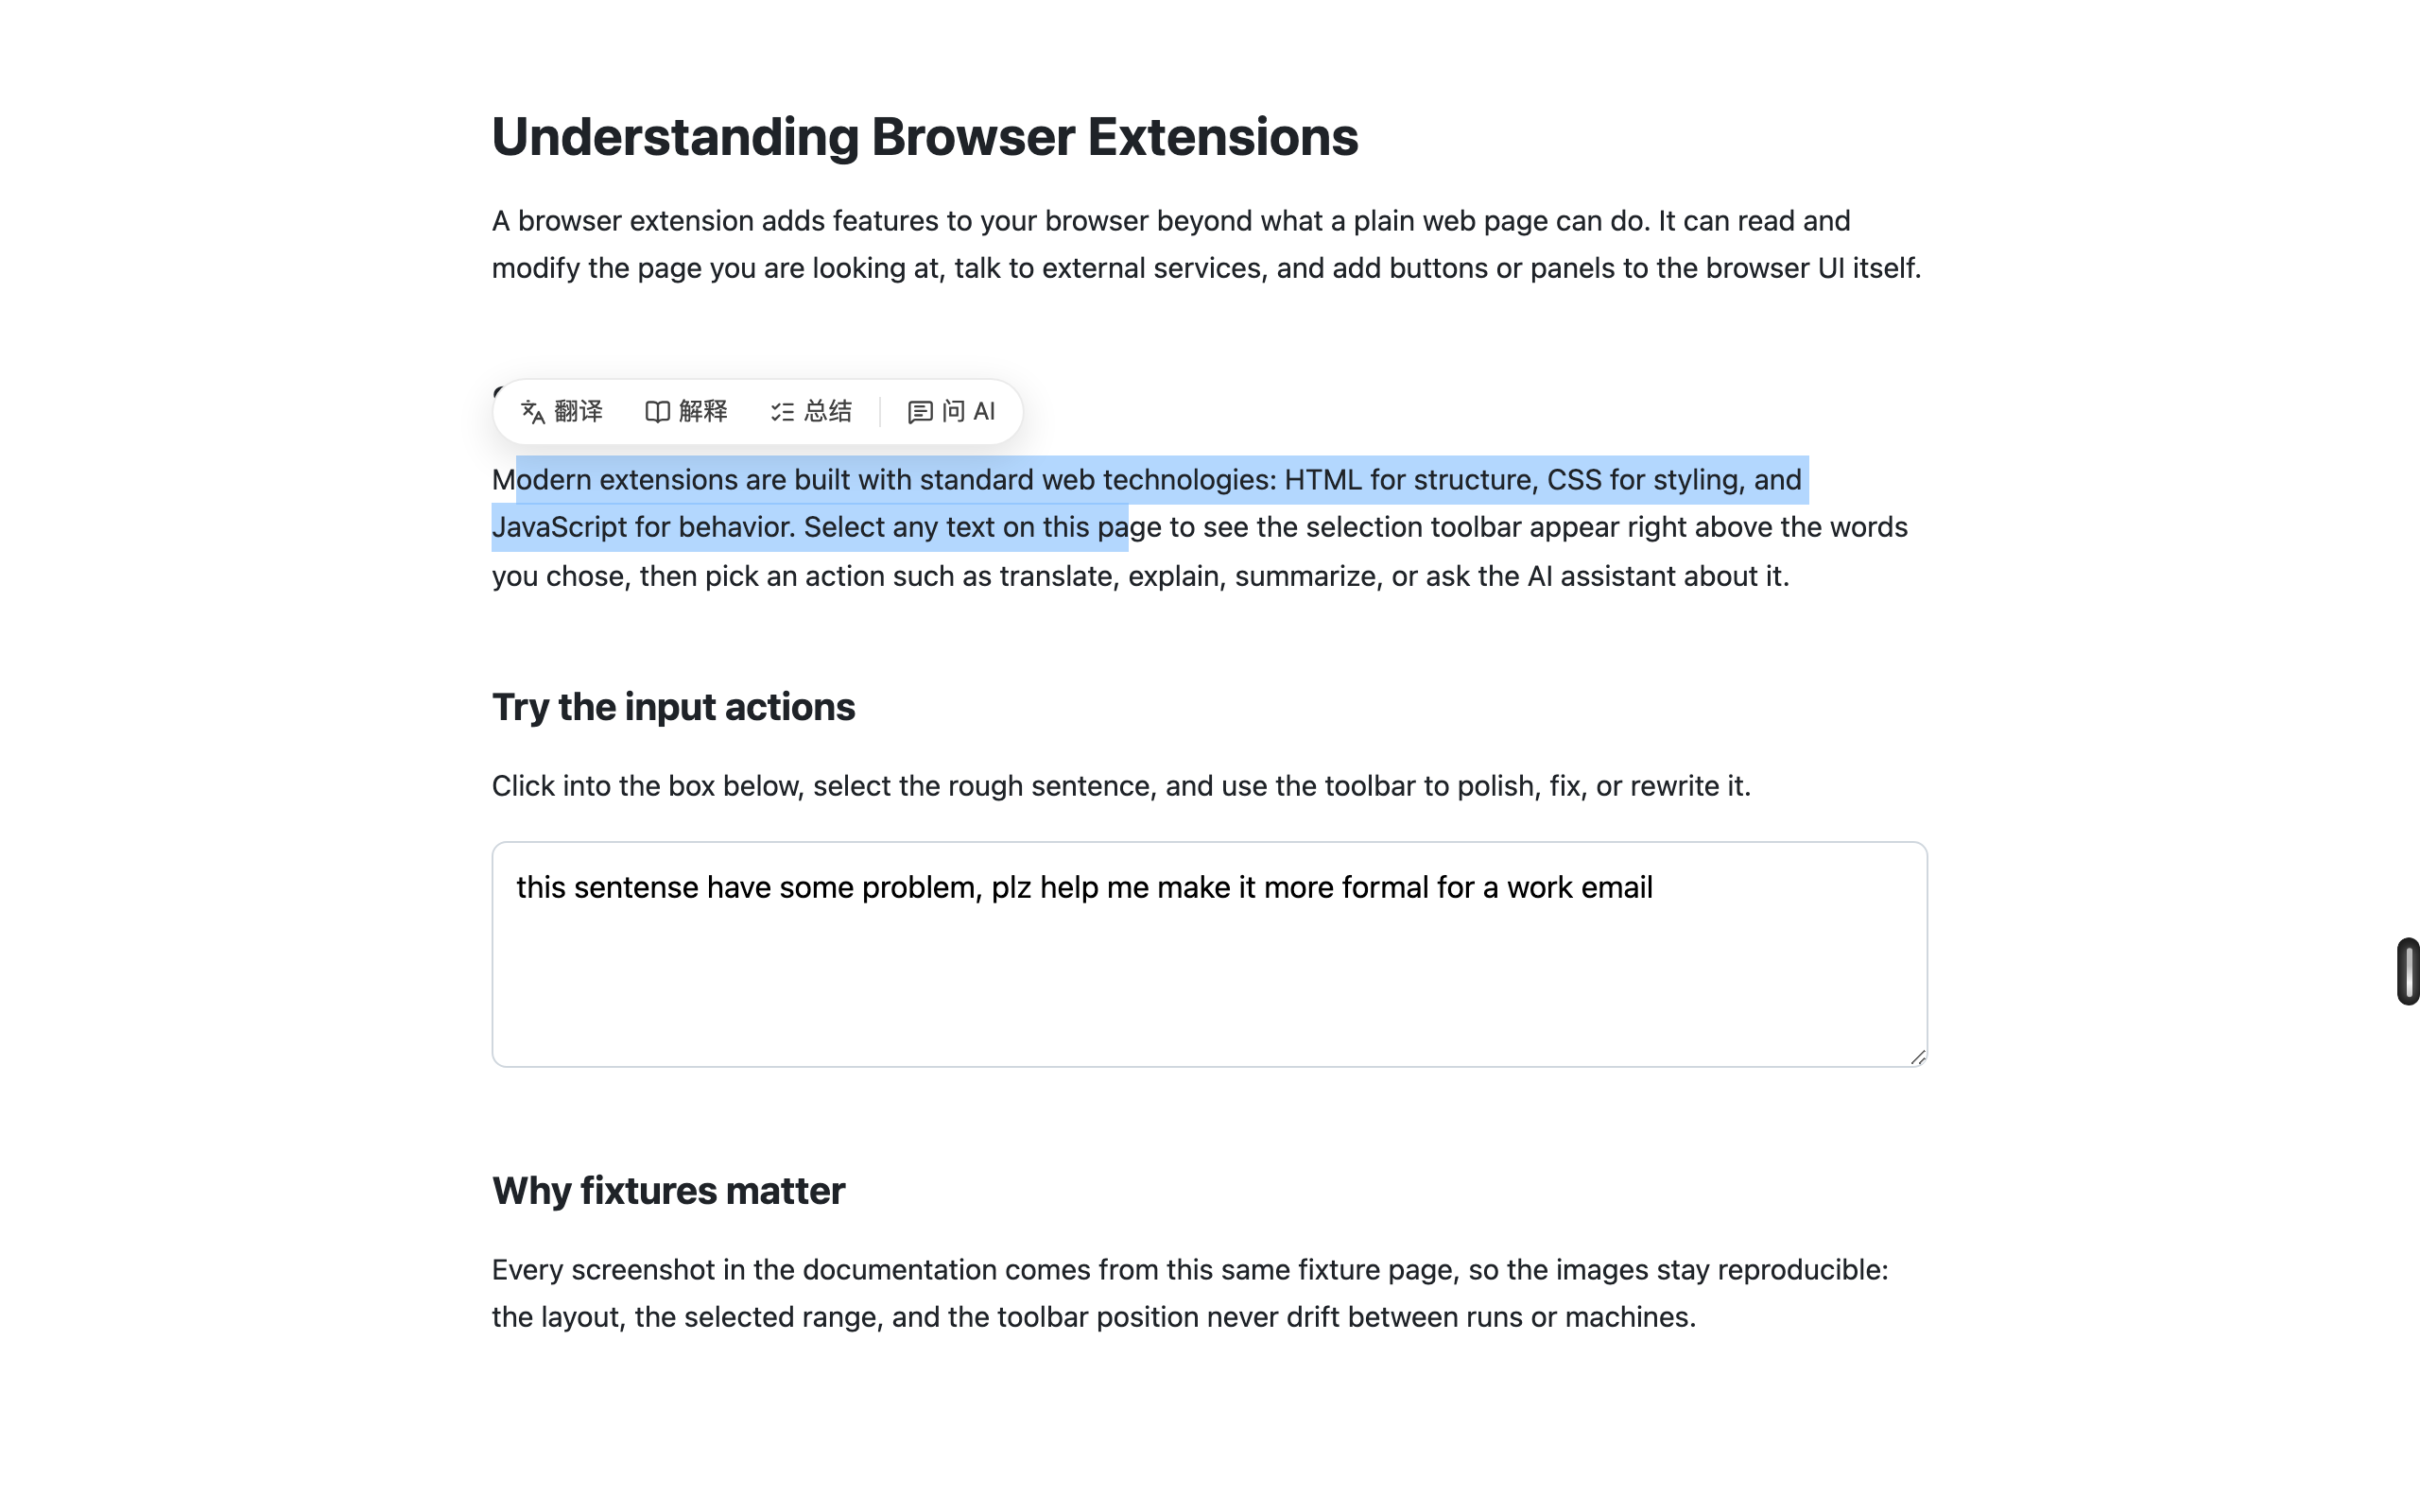 Understanding Browser Extensions
A browser extension adds features to your browser beyond what a plain web page can do. It can read and
modify the page you are looking at, talk to external services, and add buttons or panels to the browser UI itself.
翻译 解释 总结 问 AI
Modern extensions are built with standard web technologies: HTML for structure, CSS for styling, and
JavaScript for behavior. Select any text on this page to see the selection toolbar appear right above the words
you chose, then pick an action such as translate, explain, summarize, or ask the AI assistant about it.
Try the input actions
Click into the box below, select the rough sentence, and use the toolbar to polish, fix, or rewrite it.
this sentense have some problem, plz help me make it more formal for a work email
Why fixtures matter
Every screenshot in the documentation comes from this same fixture page, so the images stay reproducible:
the layout, the selected range, and the toolbar position never drift between runs or machines.